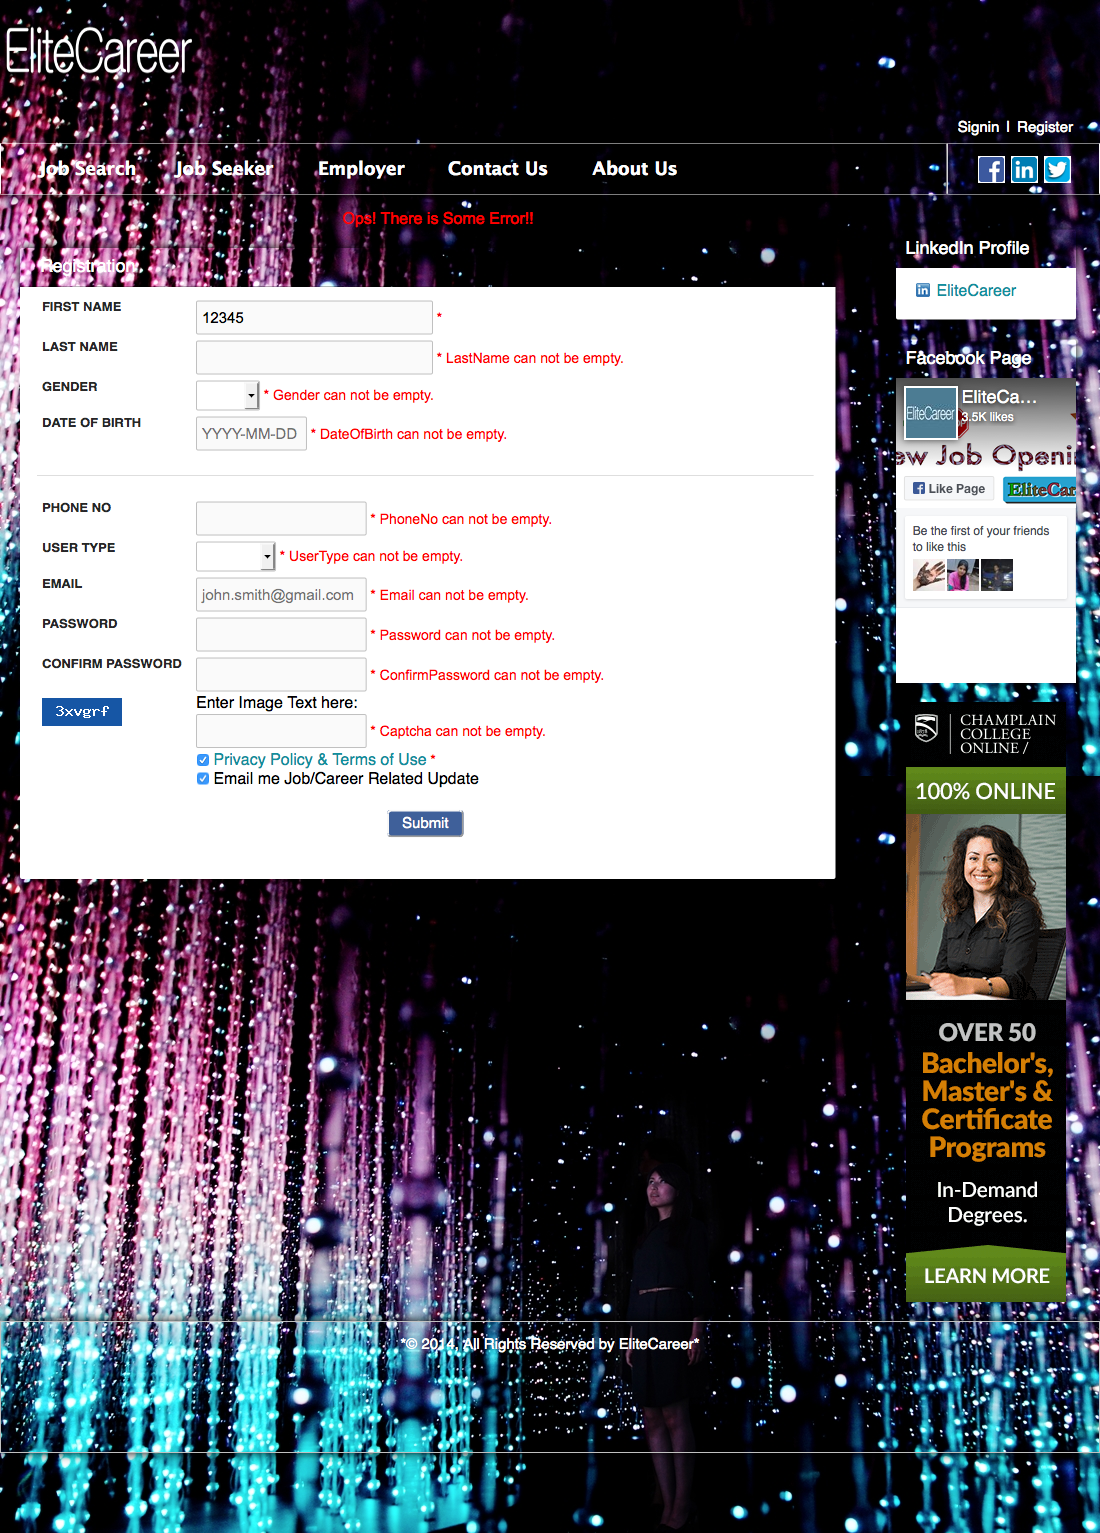 EliteCareer
Signin | Register
Job Search Job Seeker Employer Contact Us About Us
Ops! There is Some Error!!
Registration
FIRST NAME 12345 *
LAST NAME * LastName can not be empty.
GENDER * Gender can not be empty.
DATE OF BIRTH YYYY-MM-DD * DateOfBirth can not be empty.
PHONE NO * PhoneNo can not be empty.
USER TYPE * UserType can not be empty.
EMAIL john.smith@gmail.com * Email can not be empty.
PASSWORD * Password can not be empty.
CONFIRM PASSWORD * ConfirmPassword can not be empty.
3xvgrf Enter Image Text here:
* Captcha can not be empty.
Privacy Policy & Terms of Use *
Email me Job/Career Related Update
Submit
LinkedIn Profile
EliteCareer
Facebook Page
EliteCareer
EliteCa...
3.5K likes
ew Job Openi
Like Page
EliteCar
Be the first of your friends
to like this
CHAMPLAIN
COLLEGE
ONLINE /
100% ONLINE
OVER 50
Bachelor's,
Master's &
Certificate
Programs
In-Demand
Degrees.
LEARN MORE
*© 2014, All Rights Reserved by EliteCareer*